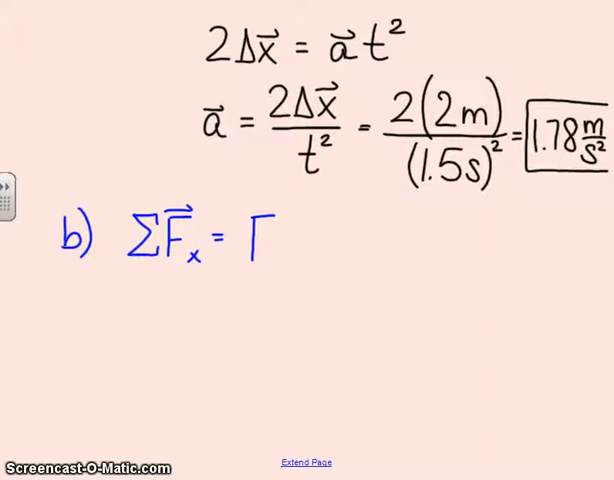 2Δx⃗ = a⃗ t²
a⃗ = 2Δx⃗ / t² = 2(2m) / (1.5s)² = 1.78 m/s²
b) ΣF⃗ₓ = Γ
Extend Page
Screencast-O-Matic.com